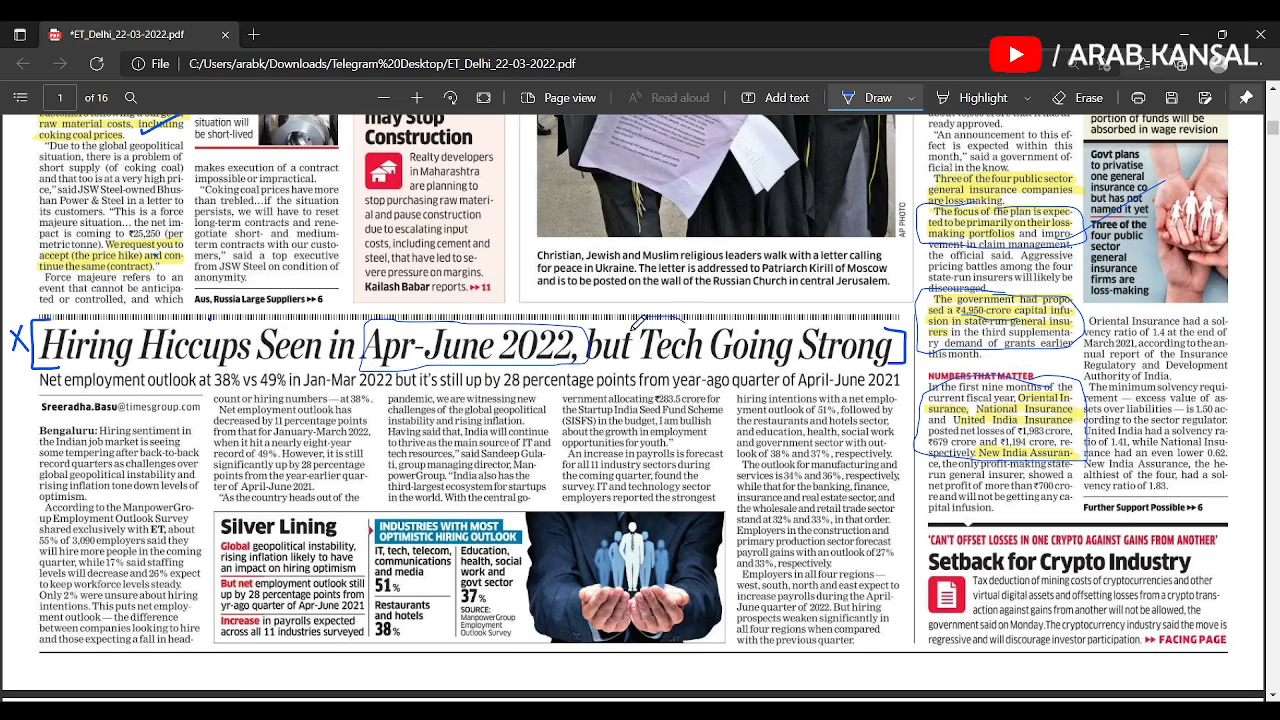 *ET_Delhi_22-03-2022.pdf
File
C:/Users/arabk/Downloads/Telegram%20Desktop/ET_Delhi_22-03-2022.pdf
/ ARAB KANSAL.
1 of 16
Page view
Read aloud
Add text
Draw
Highlight
Erase
raw material costs, including
coking coal prices.
"Due to the global geopolitical
situation, there is a problem of
short supply (of coking coal)
and that too at a very high pri-
ce," said JSW Steel-owned Bhus-
han Power & Steel in a letter to
its customers. "This is a force
majeure situation... the net im-
pact is coming to ₹25,250 (per
metric tonne). We request you to
accept (the price hike) and con-
tinue the same (contract)."
Force majeure refers to an
event that cannot be anticipa-
ted or controlled, and which
situation will
be short-lived
makes execution of a contract
impossible or impractical.
"Coking coal prices have more
than trebled...if the situation
persists, we will have to reset
long-term contracts and rene-
gotiate short- and medium-
term contracts with our custo-
mers," said a top executive
from JSW Steel on condition of
anonymity.
Aus, Russia Large Suppliers ▸▸ 6
may Stop
Construction
Realty developers
in Maharashtra
are planning to
stop purchasing raw materi-
al and pause construction
due to escalating input
costs, including cement and
steel, that have led to se-
vere pressure on margins.
Kailash Babar reports. ▸▸ 11
AP PHOTO
Christian, Jewish and Muslim religious leaders walk with a letter calling
for peace in Ukraine. The letter is addressed to Patriarch Kirill of Moscow
and is to be posted on the wall of the Russian Church in central Jerusalem.
ready approved.
"An announcement to this ef-
fect is expected within this
month," said a government of-
ficial in the know.
Three of the four public sector
general insurance companies
are loss-making.
The focus of the plan is expec-
ted to be primarily on their loss-
making portfolios and impro-
vement in claim management,
the official said. Aggressive
pricing battles among the four
state-run insurers will likely be
discouraged.
The government had propo-
sed a ₹4,950-crore capital infu-
sion in state-run general insu-
rers in the third supplementa-
ry demand of grants earlier
this month.
NUMBERS THAT MATTER
In the first nine months of the
current fiscal year, Oriental In-
surance, National Insurance
and United India Insurance
posted net losses of ₹1,983 crore,
₹679 crore and ₹1,194 crore, re-
spectively. New India Assuran-
ce, the only profit-making state-
run general insurer, showed a
net profit of more than ₹700 cro-
re and will not be getting any ca-
pital infusion.
portion of funds will be
absorbed in wage revision
Govt plans
to privatise
one general
insurance co
but has not
named it yet
Three of the
four public
sector
general
insurance
firms are
loss-making
Oriental Insurance had a sol-
vency ratio of 1.4 at the end of
March 2021, according to the an-
nual report of the Insurance
Regulatory and Development
Authority of India.
The minimum solvency requi-
rement — excess value of as-
sets over liabilities — is 1.50 ac-
cording to the sector regulator.
United India had a solvency ra-
tio of 1.41, while National Insu-
rance had an even lower 0.62.
New India Assurance, the he-
althiest of the four, had a sol-
vency ratio of 1.83.
Further Support Possible ▸▸ 6
X
Hiring Hiccups Seen in Apr-June 2022, but Tech Going Strong
Net employment outlook at 38% vs 49% in Jan-Mar 2022 but it's still up by 28 percentage points from year-ago quarter of April-June 2021
Sreeradha.Basu@timesgroup.com
Bengaluru: Hiring sentiment
in the Indian job market is seeing
some tempering after back-to-back
record quarters as challenges over
global geopolitical instability and
rising inflation tone down levels of
optimism.
According to the ManpowerGro-
up Employment Outlook Survey
shared exclusively with ET, about
55% of 3,090 employers said they
will hire more people in the coming
quarter, while 17% said staffing
levels will decrease and 26% expect
to keep workforce levels steady.
Only 2% were unsure about hiring
intentions. This puts net employ-
ment outlook — the difference
between companies looking to hire
and those expecting a fall in head-
count or hiring numbers — at 38%.
Net employment outlook has
decreased by 11 percentage points
from that for January-March 2022,
when it hit a nearly eight-year
record of 49%. However, it is still
significantly up by 28 percentage
points from the year-earlier quar-
ter of April-June 2021.
"As the country heads out of the
pandemic, we are witnessing new
challenges of the global geopolitical
instability and rising inflation.
Having said that, India will continue
to thrive as the main source of IT and
tech resources," said Sandeep Gula-
ti, group managing director, Man-
powerGroup. "India also has the
third-largest ecosystem for startups
in the world. With the central go-
vernment allocating ₹283.5 crore for
the Startup India Seed Fund Scheme
(SISFS) in the budget, I am bullish
about the growth in employment
opportunities for youth."
An increase in payrolls is forecast
for all 11 industry sectors during
the coming quarter, found the
survey. IT and technology sector
employers reported the strongest
hiring intentions with a net emplo-
yment outlook of 51%, followed by
the restaurants and hotels sector,
and education, health, social work
and government sector with out-
look of 38% and 37%, respectively.
The outlook for manufacturing and
services is 34% and 36%, respectively,
while that for the banking, finance,
insurance and real estate sector, and
the wholesale and retail trade sector
stand at 32% and 33%, in that order.
Employers in the construction and
primary production sector forecast
payroll gains with an outlook of 27%
and 33%, respectively.
Employers in all four regions —
west, south, north and east expect to
increase payrolls during the April-
June quarter of 2022. But hiring
prospects weaken significantly in
all four regions when compared
with the previous quarter.
Silver Lining
Global geopolitical instability,
rising inflation likely to have
an impact on hiring optimism
But net employment outlook still
up by 28 percentage points from
yr-ago quarter of Apr-June 2021
Increase in payrolls expected
across all 11 industries surveyed
INDUSTRIES WITH MOST
OPTIMISTIC HIRING OUTLOOK
IT, tech, telecom,
communications
and media
51%
Restaurants
and hotels
38%
Education,
health, social
work and
govt sector
37%
SOURCE:
ManpowerGroup
Employment
Outlook Survey
'CAN'T OFFSET LOSSES IN ONE CRYPTO AGAINST GAINS FROM ANOTHER'
Setback for Crypto Industry
Tax deduction of mining costs of cryptocurrencies and other
virtual digital assets and offsetting losses from a crypto trans-
action against gains from another will not be allowed, the
government said on Monday. The cryptocurrency industry said the move is
regressive and will discourage investor participation. ▸▸ FACING PAGE